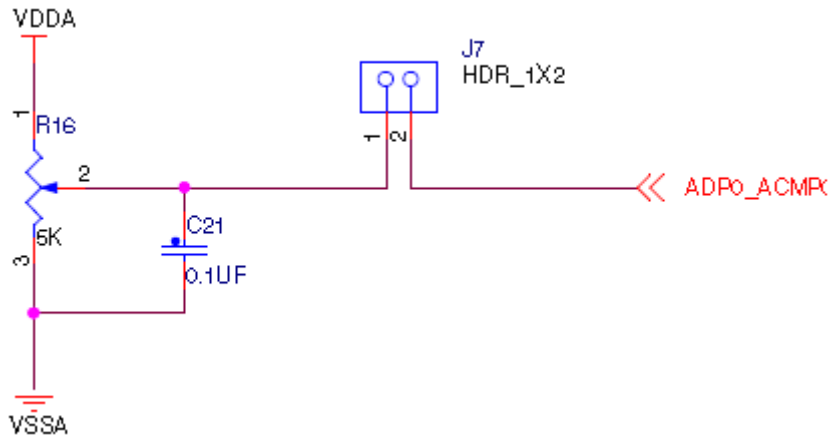 VDDA
J7
HDR_1X2
1
R16
1
2
2
ADP0_ACMP
C21
5K
3
0.1UF
VSSA